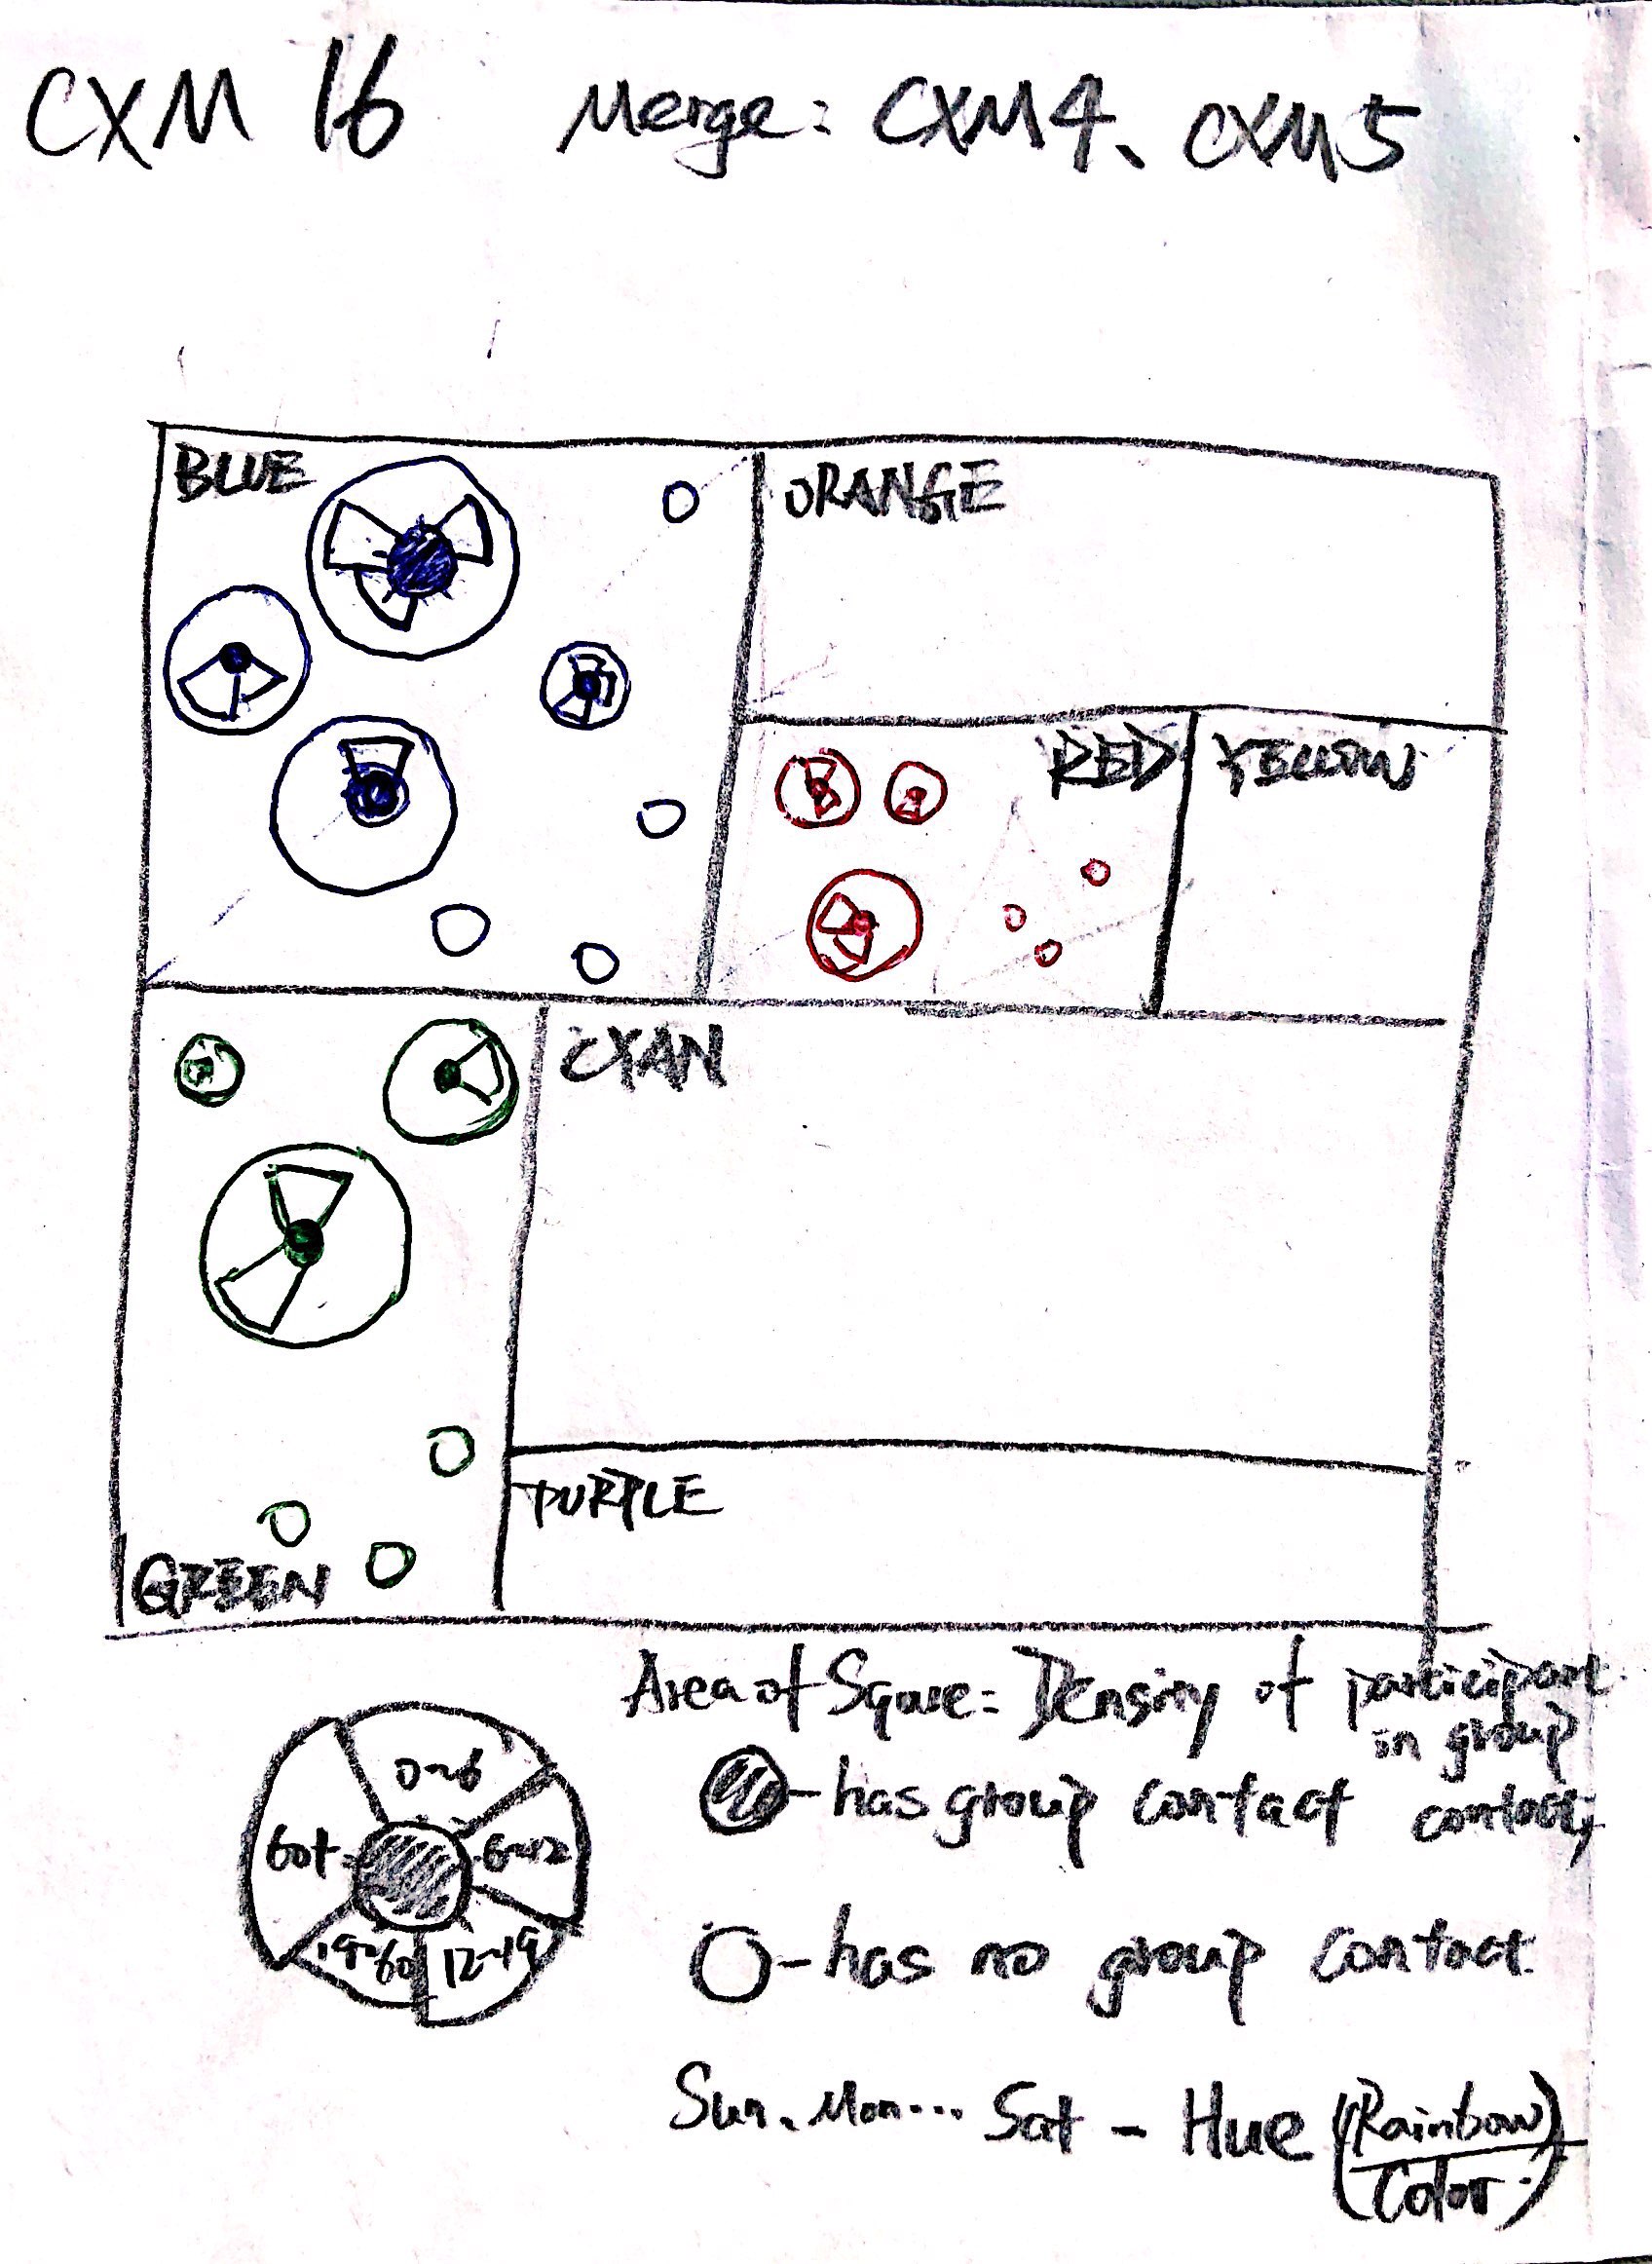 CXM 16 Merge: CXM4、CXM5
BLUE
ORANGE
RED
YELLOW
CYAN
PURPLE
GREEN
Area of Sqaure = Density of participant
in group
contact
0~6
6~12
12~19
19~60
60+
-has group contact
-has no group contact
Sun. Mon... Sat - Hue (Rainbow)
Color